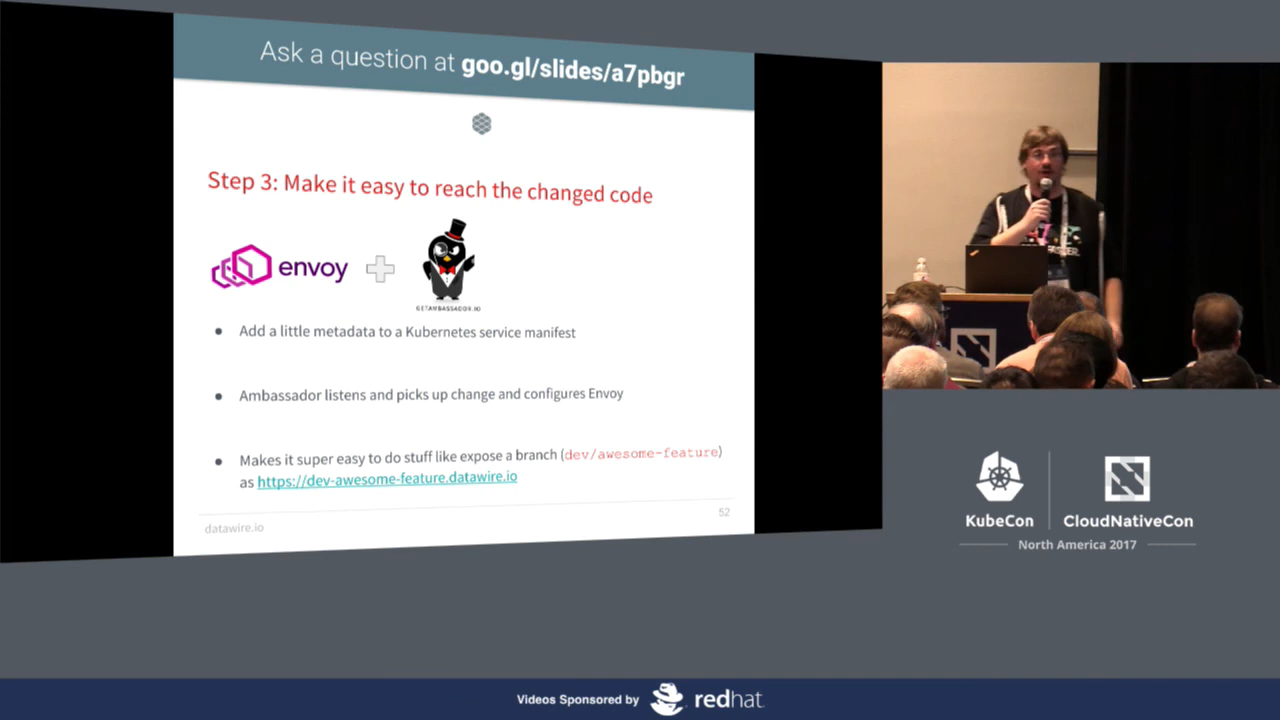 Ask a question at goo.gl/slides/a7pbgr
Step 3: Make it easy to reach the changed code
envoy
GETAMBASSADOR.IO
Add a little metadata to a Kubernetes service manifest
Ambassador listens and picks up change and configures Envoy
Makes it super easy to do stuff like expose a branch (dev/awesome-feature)
as https://dev-awesome-feature.datawire.io
datawire.io
52
KubeCon
CloudNativeCon
North America 2017
Videos Sponsored by
redhat